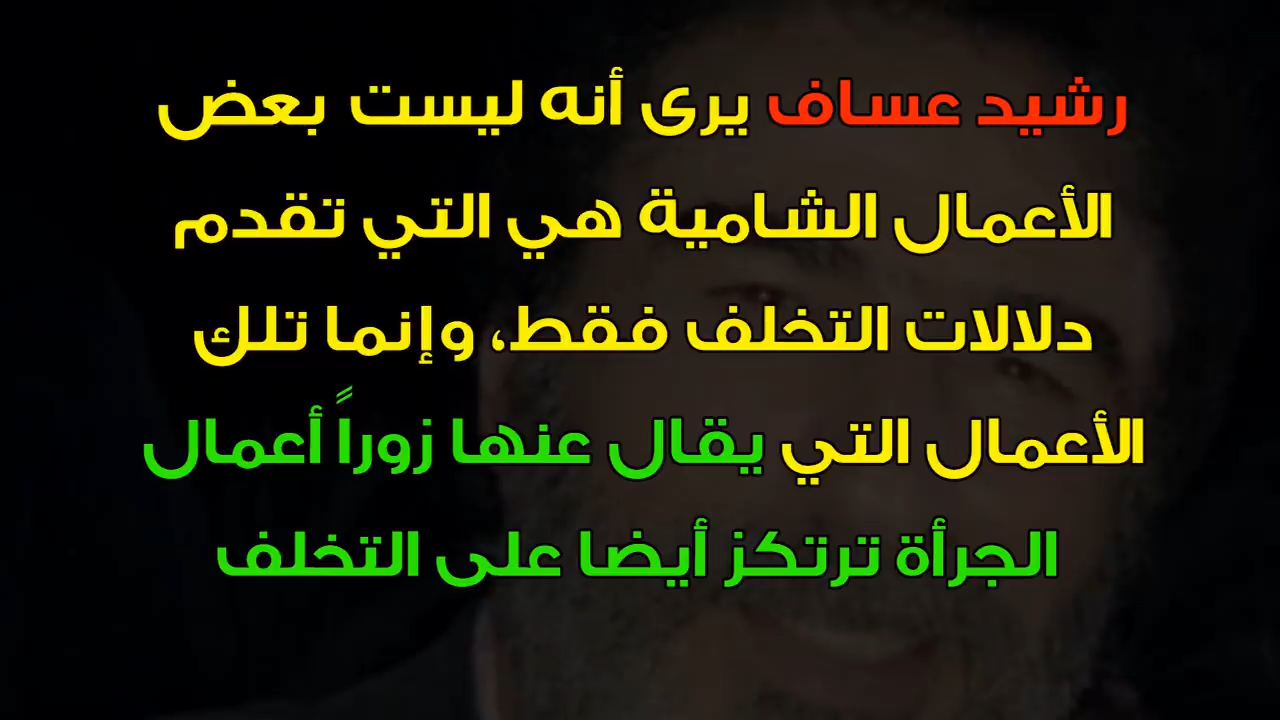 رشيد عساف يرى أنه ليست بعض
الأعمال الشامية هي التي تقدم
دلالات التخلف فقط، وإنما تلك
الأعمال التي يقال عنها زوراً أعمال
الجرأة ترتكز أيضا على التخلف